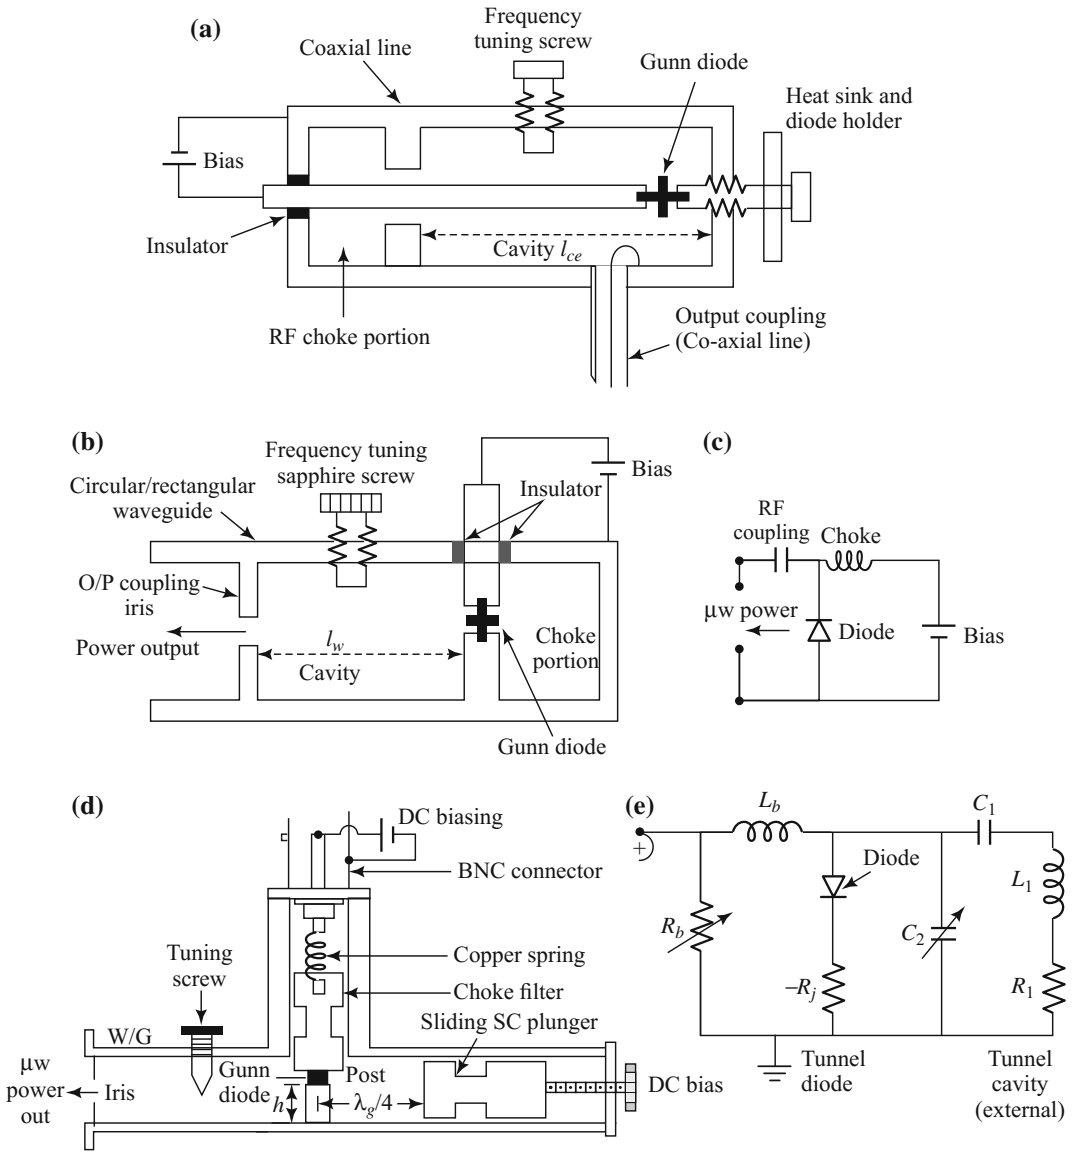 (a)
Frequency
tuning screw
Coaxial line
Gunn diode
Heat sink and
diode holder
Bias
Insulator
Cavity l_ce
RF choke portion
Output coupling
(Co-axial line)
(b)
Frequency tuning
sapphire screw
Circular/rectangular
waveguide
Insulator
Bias
O/P coupling
iris
Power output
l_w
Cavity
Choke
portion
Gunn diode
(c)
RF
coupling
Choke
μw power
Diode
Bias
(d)
DC biasing
BNC connector
Tuning
screw
Copper spring
Choke filter
Sliding SC plunger
W/G
μw
power
out
Iris
Gunn
diode
Post
h
λ_g/4
DC bias
(e)
L_b
C_1
+
Diode
L_1
R_b
C_2
–R_j
R_1
Tunnel
diode
Tunnel
cavity
(external)